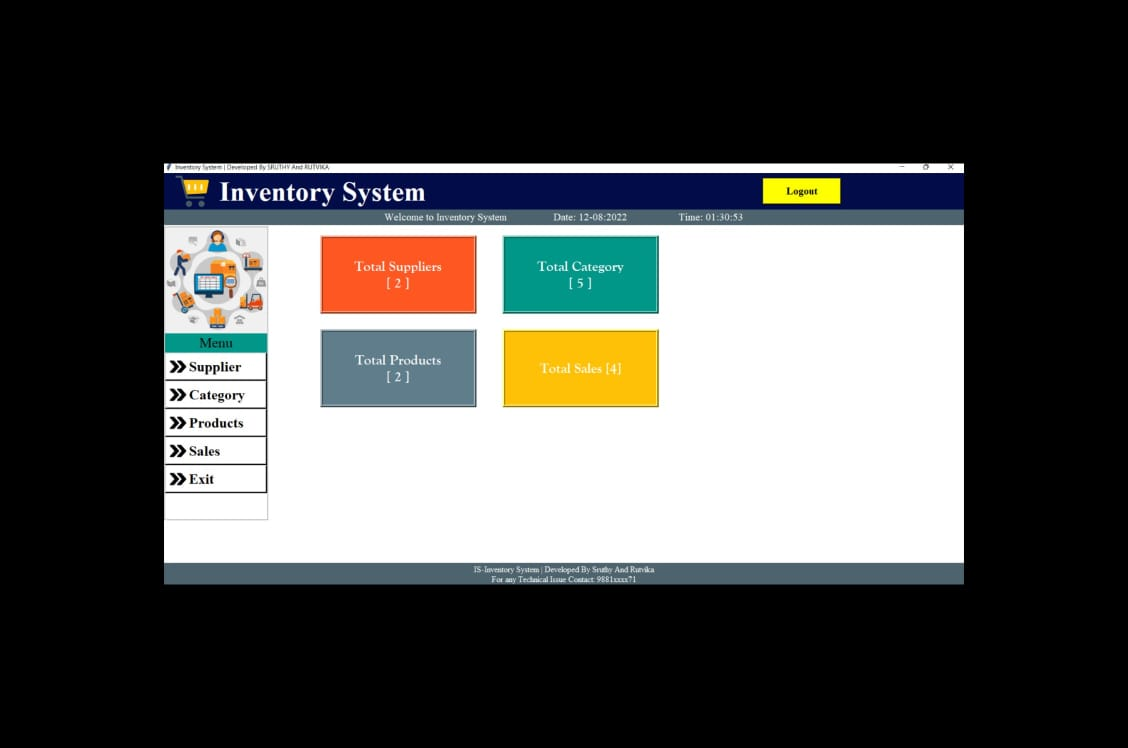 Inventory System | Developed By SRUTHY And RUTVIKA
Inventory System
Logout
Welcome to Inventory System Date: 12-08:2022 Time: 01:30:53
Total Suppliers
[ 2 ]
Total Category
[ 5 ]
Total Products
[ 2 ]
Total Sales [4]
Menu
Supplier
Category
Products
Sales
Exit
IS-Inventory System | Developed By Sruthy And Rutvika
For any Technical Issue Contact: 9881xxxx71